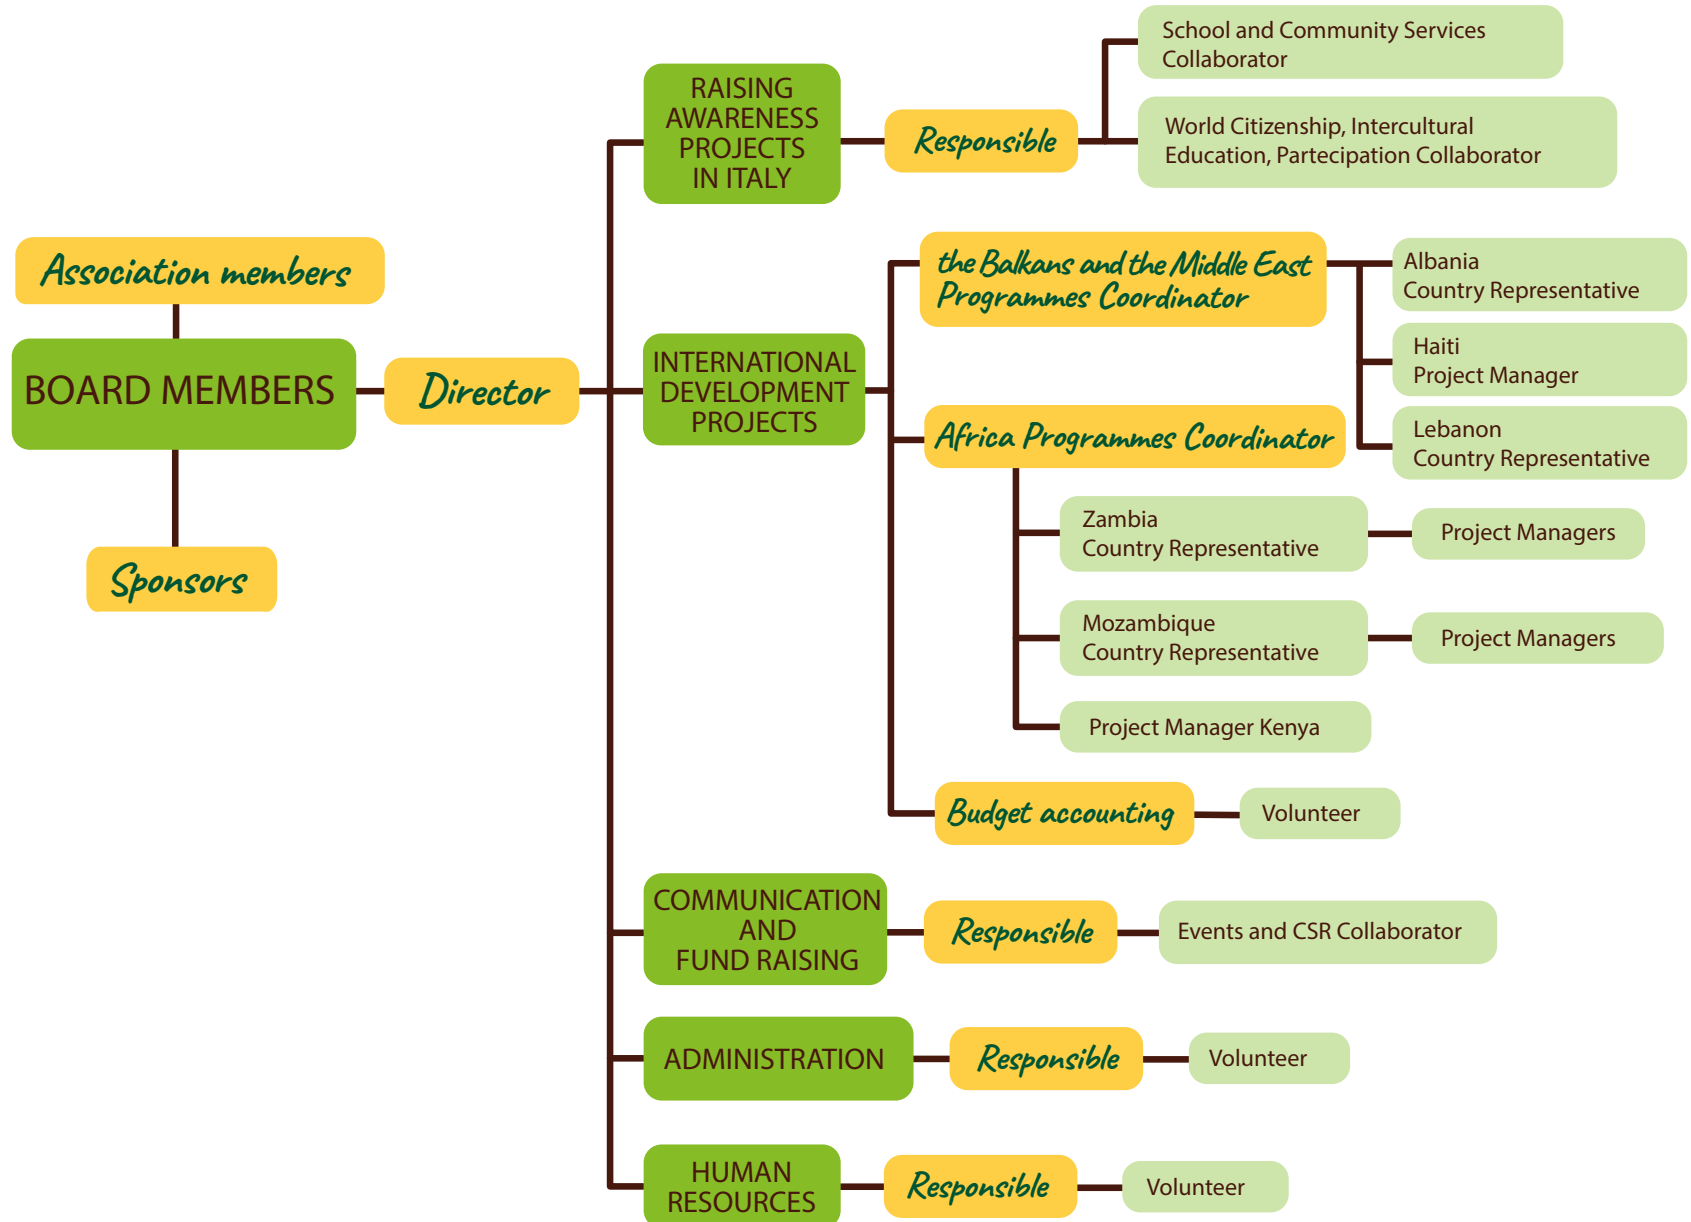 Association members
BOARD MEMBERS
Sponsors
Director
RAISING
AWARENESS
PROJECTS
IN ITALY
Responsible
School and Community Services
Collaborator
World Citizenship, Intercultural
Education, Partecipation Collaborator
INTERNATIONAL
DEVELOPMENT
PROJECTS
the Balkans and the Middle East
Programmes Coordinator
Albania
Country Representative
Haiti
Project Manager
Lebanon
Country Representative
Africa Programmes Coordinator
Zambia
Country Representative
Project Managers
Mozambique
Country Representative
Project Managers
Project Manager Kenya
Budget accounting
Volunteer
COMMUNICATION
AND
FUND RAISING
Responsible
Events and CSR Collaborator
ADMINISTRATION
Responsible
Volunteer
HUMAN
RESOURCES
Responsible
Volunteer